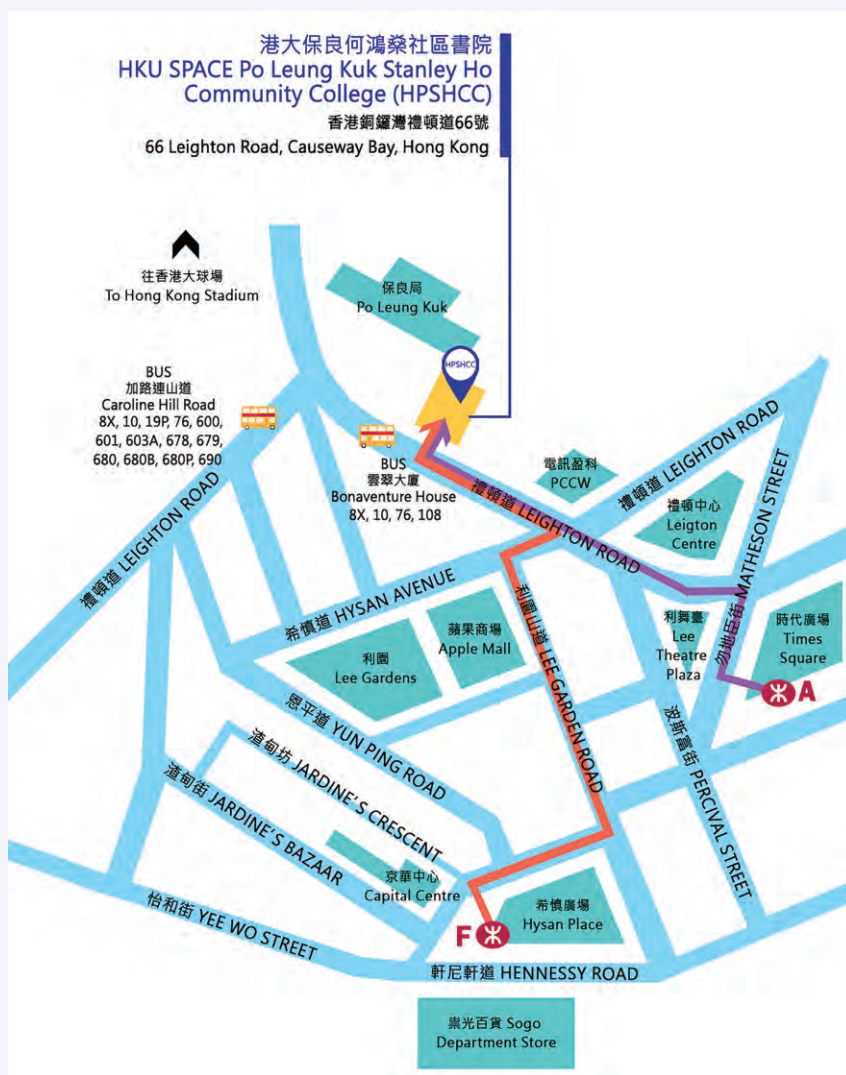 港大保良何鴻燊社區書院
HKU SPACE Po Leung Kuk Stanley Ho
Community College (HPSHCC)
香港銅鑼灣禮頓道66號
66 Leighton Road, Causeway Bay, Hong Kong
往香港大球場
To Hong Kong Stadium
保良局
Po Leung Kuk
HPSHCC
BUS
加路連山道
Caroline Hill Road
8X, 10, 19P, 76, 600,
601, 603A, 678, 679,
680, 680B, 680P, 690
BUS
雲翠大廈
Bonaventure House
8X, 10, 76, 108
電訊盈科
PCCW
禮頓道 LEIGHTON ROAD
禮頓道 LEIGHTON ROAD
禮頓道 LEIGHTON ROAD
禮頓中心
Leigton
Centre
勿地臣街 MATHESON STREET
希慎道 HYSAN AVENUE
利園山道 LEE GARDEN ROAD
利舞臺
Lee
Theatre
Plaza
時代廣場
Times
Square
A
蘋果商場
Apple Mall
利園
Lee Gardens
恩平道 YUN PING ROAD
波斯富街 PERCIVAL STREET
渣甸坊 JARDINE'S CRESCENT
渣甸街 JARDINE'S BAZAAR
京華中心
Capital Centre
希慎廣場
Hysan Place
F
怡和街 YEE WO STREET
軒尼軒道 HENNESSY ROAD
崇光百貨 Sogo
Department Store